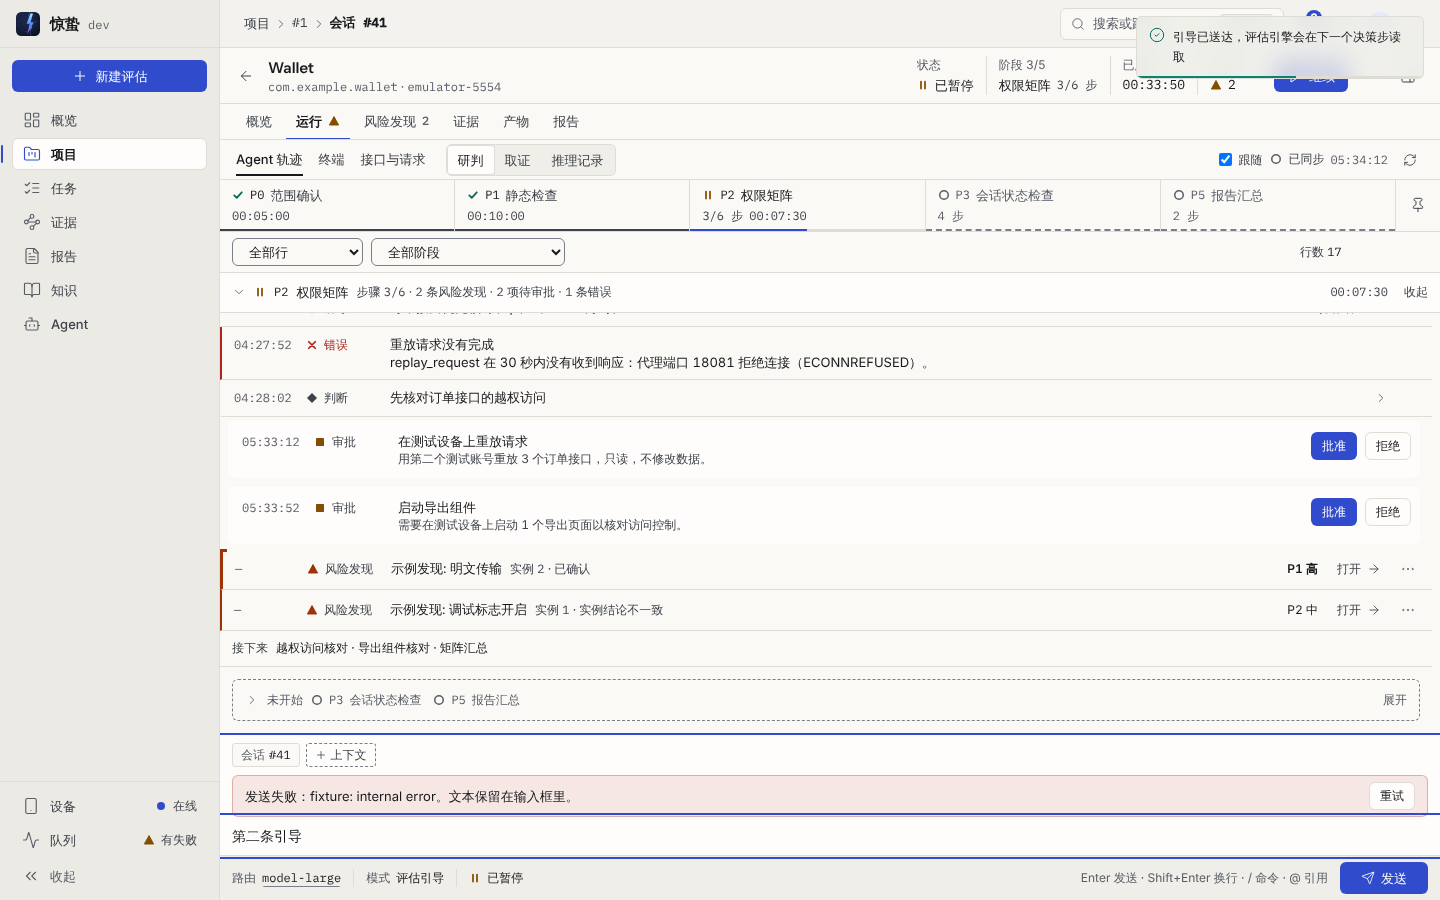 惊蛰 dev
项目 > #1 > 会话 #41
搜索或
引导已送达，评估引擎会在下一个决策步读
取
新建评估
概览
项目
任务
证据
报告
知识
Agent
设备 在线
队列 有失败
收起
Wallet
com.example.wallet · emulator-5554
状态
已暂停
阶段 3/5
权限矩阵 3/6 步
00:33:50
2
概览 运行 风险发现 2 证据 产物 报告
Agent 轨迹 终端 接口与请求 研判 取证 推理记录
跟随 已同步 05:34:12
P0 范围确认
00:05:00
P1 静态检查
00:10:00
P2 权限矩阵
3/6 步 00:07:30
P3 会话状态检查
4 步
P5 报告汇总
2 步
全部行 全部阶段 行数 17
P2 权限矩阵 步骤 3/6 · 2 条风险发现 · 2 项待审批 · 1 条错误 00:07:30 收起
04:27:52 错误 重放请求没有完成
replay_request 在 30 秒内没有收到响应：代理端口 18081 拒绝连接（ECONNREFUSED）。
04:28:02 判断 先核对订单接口的越权访问
05:33:12 审批 在测试设备上重放请求 批准 拒绝
用第二个测试账号重放 3 个订单接口，只读，不修改数据。
05:33:52 审批 启动导出组件 批准 拒绝
需要在测试设备上启动 1 个导出页面以核对访问控制。
– 风险发现 示例发现: 明文传输 实例 2 · 已确认 P1 高 打开 → ···
– 风险发现 示例发现: 调试标志开启 实例 1 · 实例结论不一致 P2 中 打开 → ···
接下来 越权访问核对 · 导出组件核对 · 矩阵汇总
未开始 P3 会话状态检查 P5 报告汇总 展开
会话 #41 + 上下文
发送失败：fixture: internal error。文本保留在输入框里。 重试
第二条引导
路由 model-large 模式 评估引导 已暂停 Enter 发送 · Shift+Enter 换行 · / 命令 · @ 引用 发送